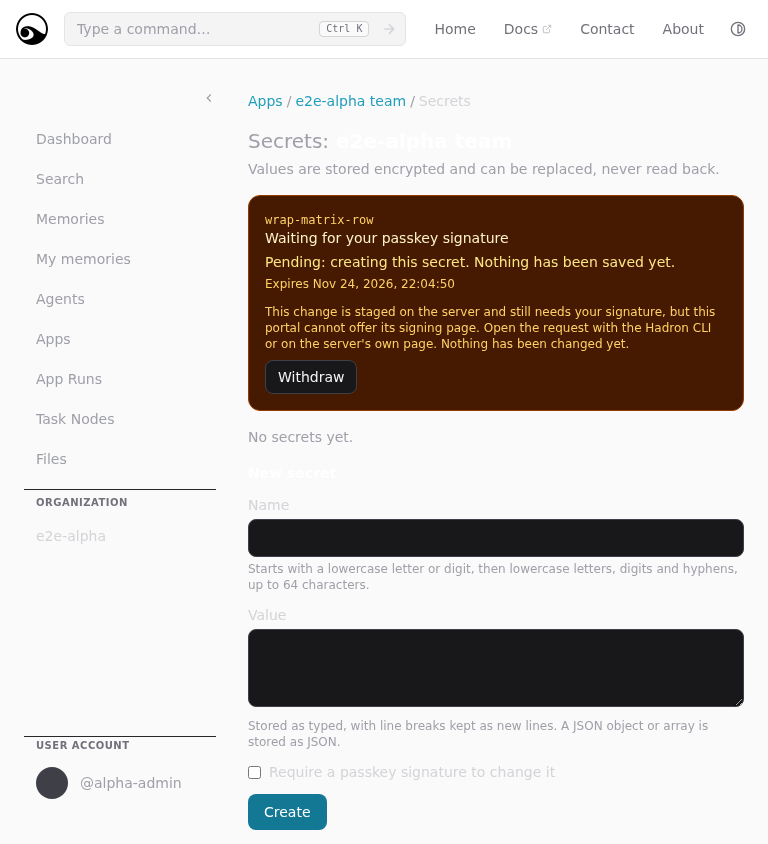 Type a command... Ctrl K Home Docs Contact About
Apps / e2e-alpha team / Secrets
Dashboard
Search
Memories
My memories
Agents
Apps
App Runs
Task Nodes
Files
ORGANIZATION
e2e-alpha
USER ACCOUNT
@alpha-admin
Secrets: e2e-alpha team
Values are stored encrypted and can be replaced, never read back.
wrap-matrix-row
Waiting for your passkey signature
Pending: creating this secret. Nothing has been saved yet.
Expires Nov 24, 2026, 22:04:50
This change is staged on the server and still needs your signature, but this
portal cannot offer its signing page. Open the request with the Hadron CLI
or on the server's own page. Nothing has been changed yet.
Withdraw
No secrets yet.
New secret
Name
Starts with a lowercase letter or digit, then lowercase letters, digits and hyphens,
up to 64 characters.
Value
Stored as typed, with line breaks kept as new lines. A JSON object or array is
stored as JSON.
Require a passkey signature to change it
Create